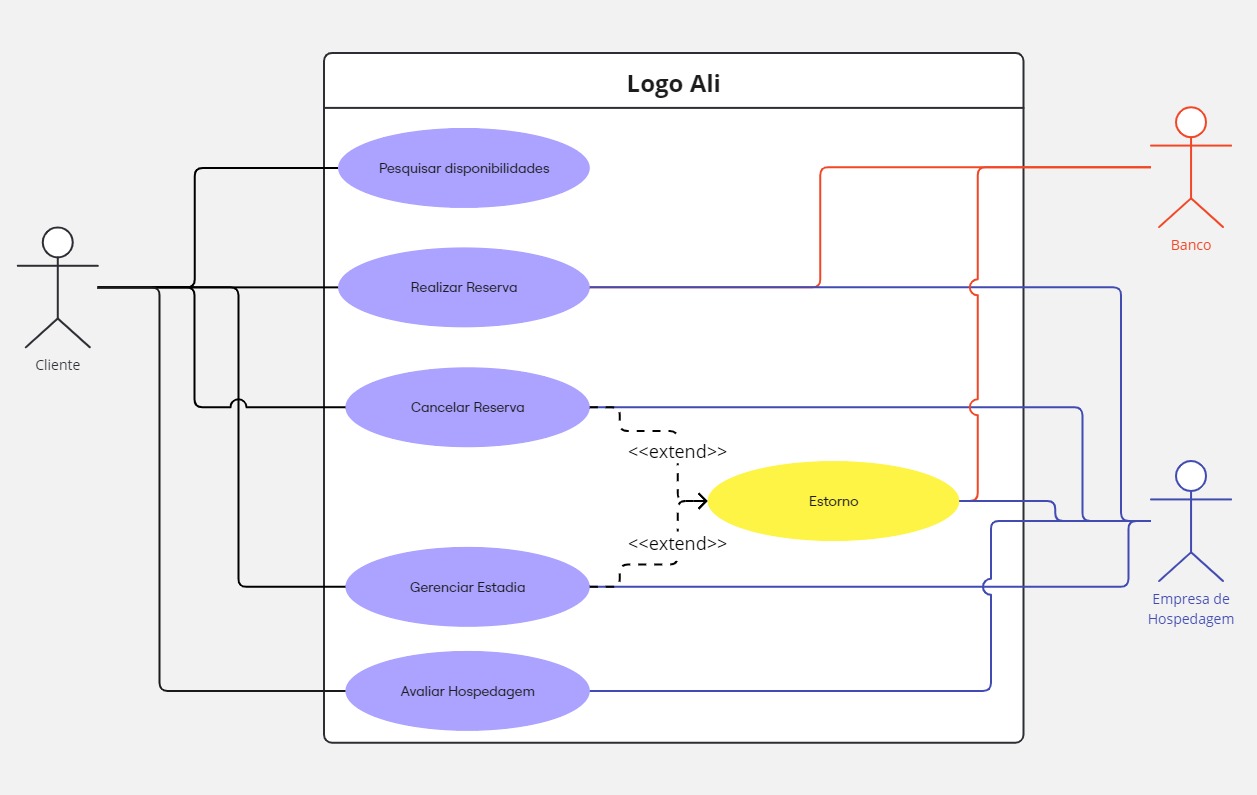 Logo Ali
Pesquisar disponibilidades
Banco
Realizar Reserva
Cliente
Cancelar Reserva
<<extend>>
Estorno
<<extend>>
Gerenciar Estadia
Empresa de
Hospedagem
Avaliar Hospedagem